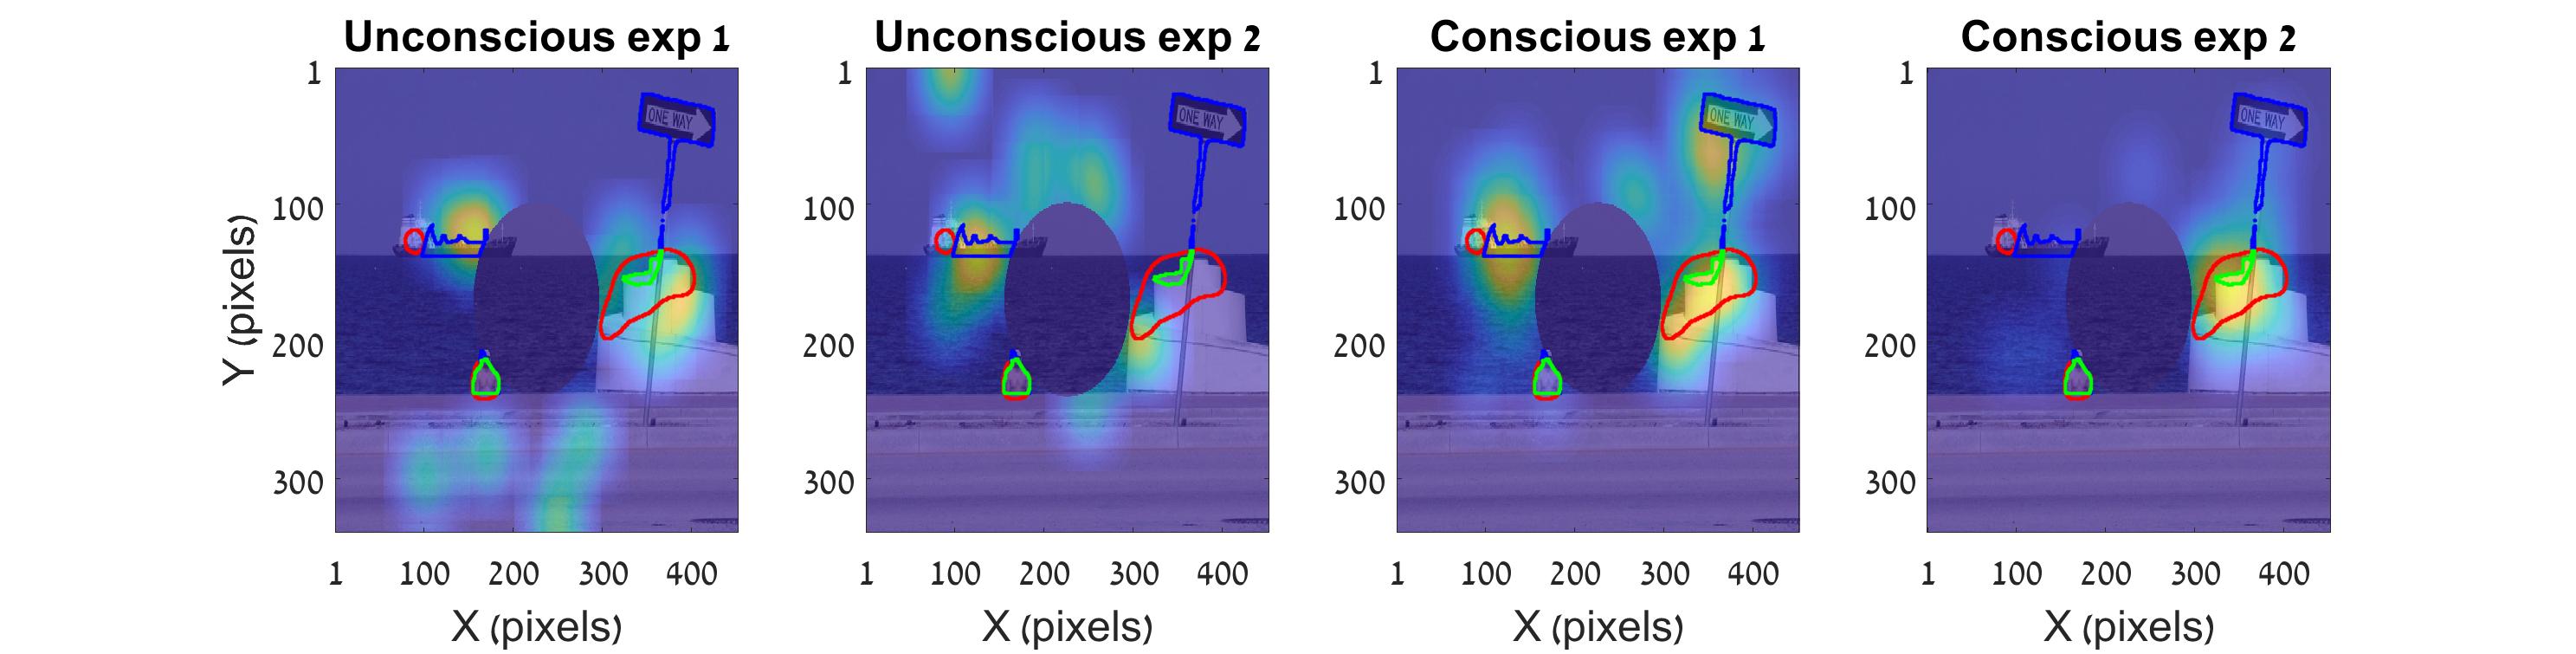 Unconscious exp 1
Unconscious exp 2
Conscious exp 1
Conscious exp 2
Y (pixels)
1
100
200
300
1
100
200
300
400
X (pixels)
ONE WAY
1
100
200
300
1
100
200
300
400
X (pixels)
ONE WAY
1
100
200
300
1
100
200
300
400
X (pixels)
ONE WAY
1
100
200
300
1
100
200
300
400
X (pixels)
ONE WAY